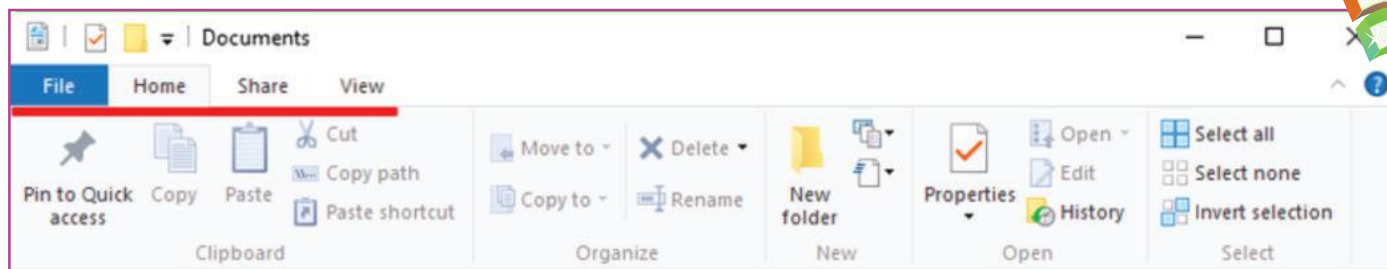 Documents
File Home Share View
Pin to Quick access
Copy
Paste
Cut
Copy path
Paste shortcut
Clipboard
Move to
Copy to
Delete
Rename
Organize
New folder
New
Properties
Open
Edit
History
Open
Select all
Select none
Invert selection
Select